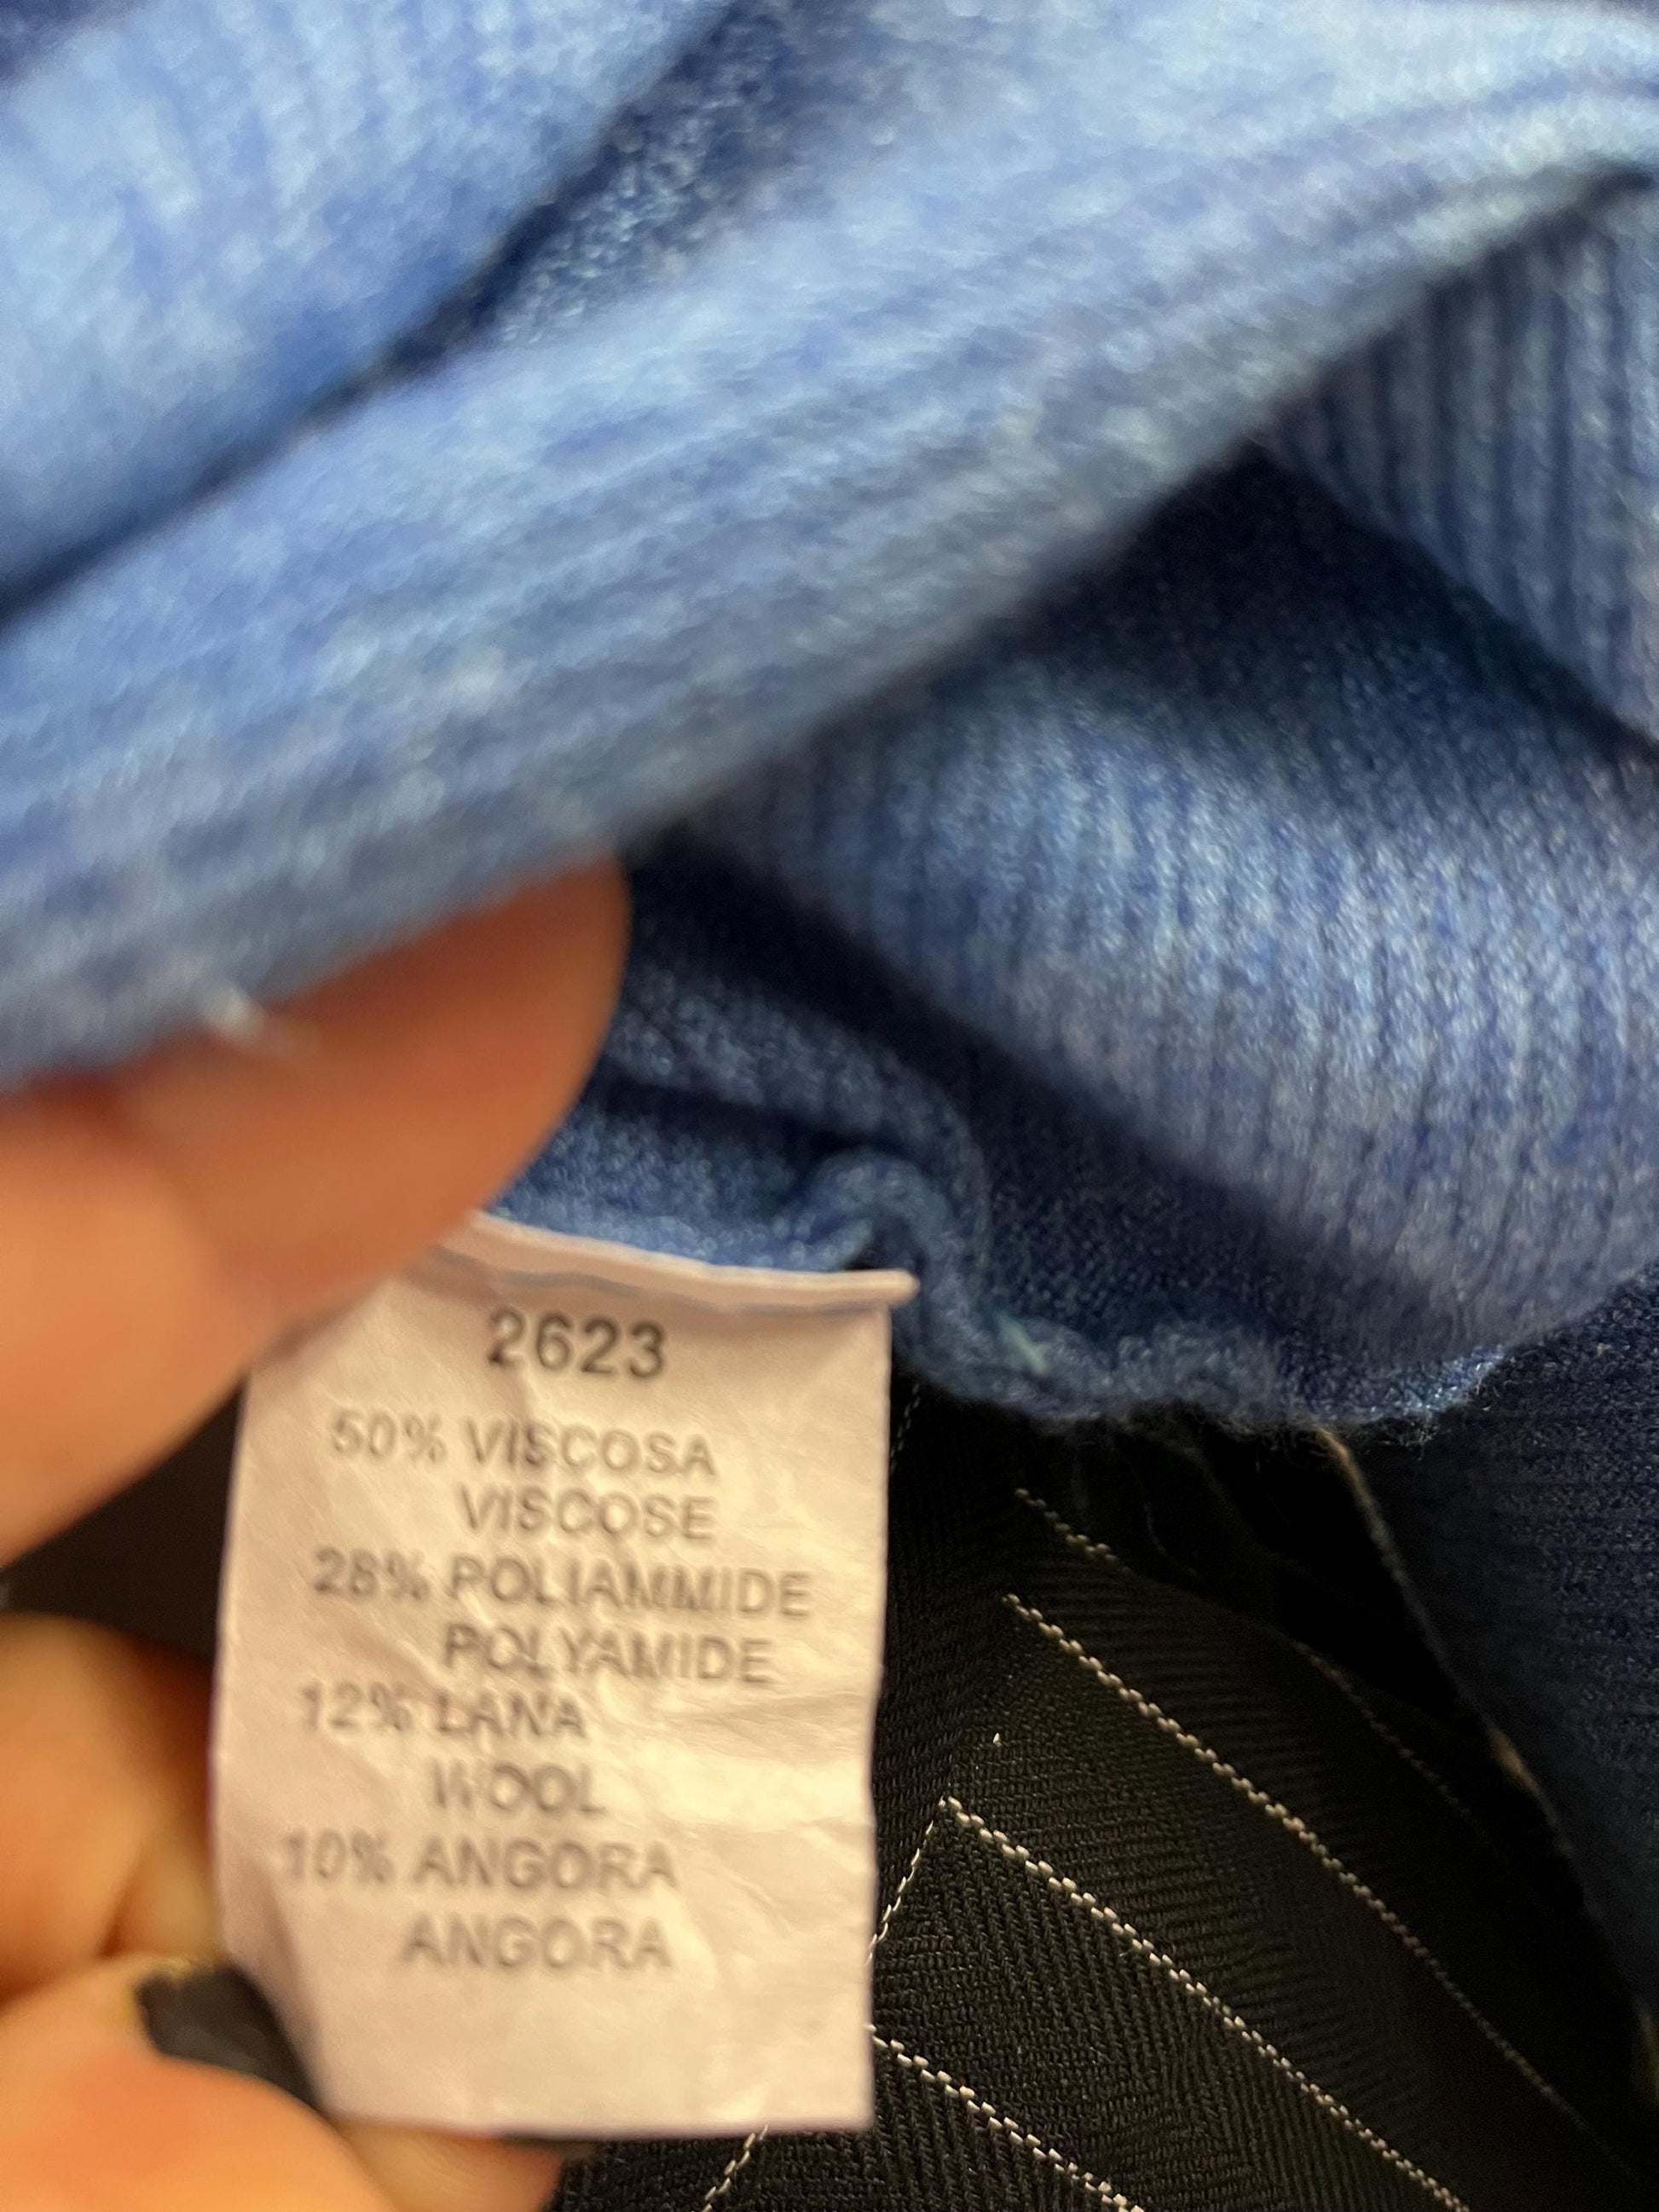 2623
50% VISCOSA
VISCOSE
28% POLIAMMIDE
POLYAMIDE
12% LANA
WOOL
10% ANGORA
ANGORA